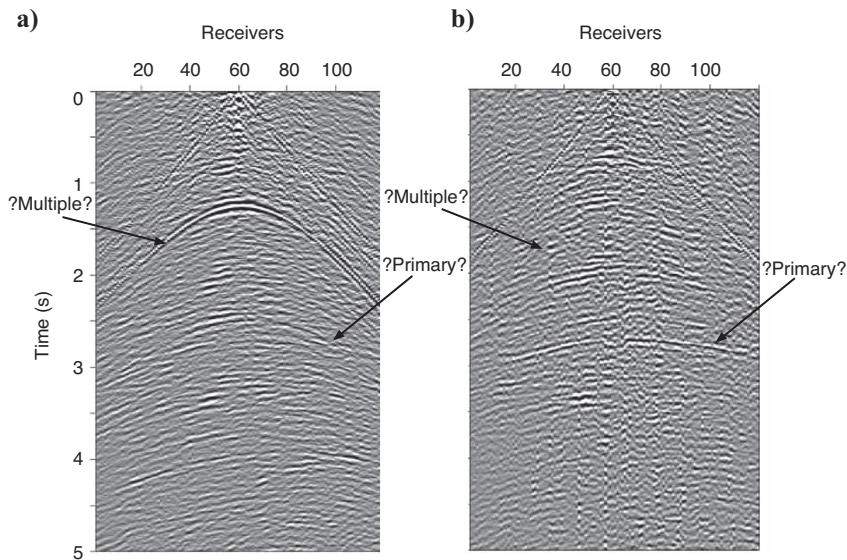 a)
Receivers
20 40 60 80 100
0
1
2
3
4
5
Time (s)
?Multiple?
?Primary?
b)
Receivers
20 40 60 80 100
?Multiple?
?Primary?